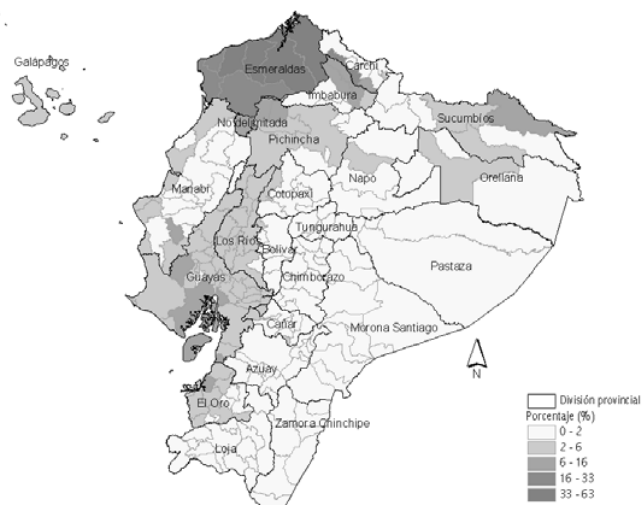 Galápagos
Esmeraldas
Carchi
Imbabura
No delimitada
Sucumbíos
Pichincha
Manabí
Cotopaxi
Napo
Orellana
Los Ríos
Tungurahua
Bolívar
Pastaza
Guayas
Chimborazo
Cañar
Morona Santiago
Azuay
N
El Oro
Zamora Chinchipe
Loja
División provincial
Porcentaje (%)
0 - 2
2 - 6
6 - 16
16 - 33
33 - 63